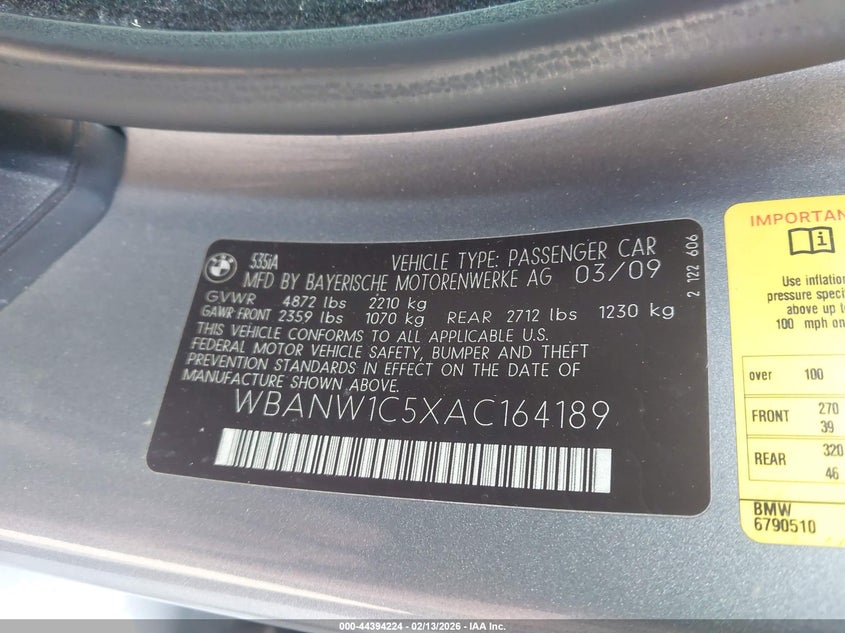 535iA VEHICLE TYPE: PASSENGER CAR
MFD BY BAYERISCHE MOTORENWERKE AG 03/09
GVWR 4872 lbs 2210 kg
GAWR FRONT 2359 lbs 1070 kg REAR 2712 lbs 1230 kg
THIS VEHICLE CONFORMS TO ALL APPLICABLE U.S.
FEDERAL MOTOR VEHICLE SAFETY, BUMPER AND THEFT
PREVENTION STANDARDS IN EFFECT ON THE DATE OF
MANUFACTURE SHOWN ABOVE.
WBANW1C5XAC164189
2 122 606
IMPORTAN
Use inflation
pressure speci
above up to
100 mph on
over 100
FRONT 270
39
REAR 320
46
BMW
6790510
000-44394224 - 02/13/2026 - IAA Inc.